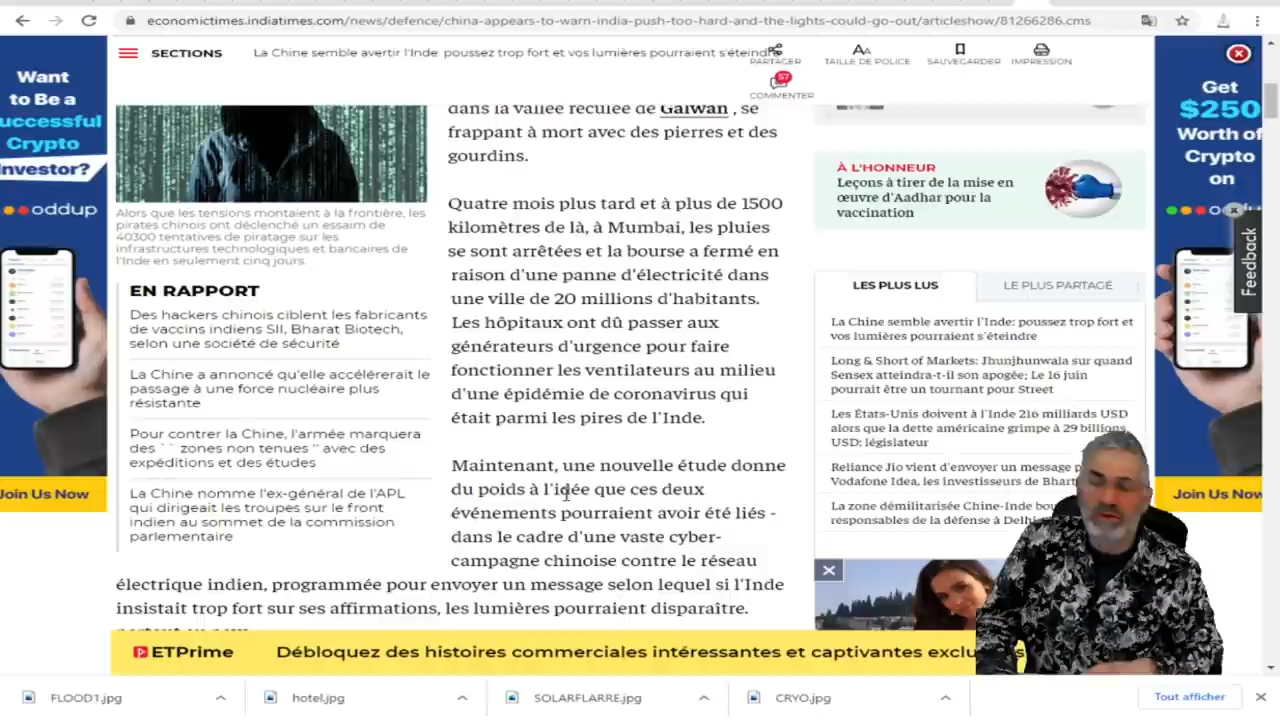 economictimes.indiatimes.com/news/defence/china-appears-to-warn-india-push-too-hard-and-the-lights-could-go-out/articleshow/81266286.cms
SECTIONS
La Chine semble avertir l'Inde: poussez trop fort et vos lumières pourraient s'éteindre
PARTAGER
TAILLE DE POLICE
SAUVEGARDER
IMPRESSION
57
COMMENTER
Want
to Be a
uccessful
Crypto
Investor?
oddup
Join Us Now
Alors que les tensions montaient à la frontière, les
pirates chinois ont déclenché un essaim de
40300 tentatives de piratage sur les
infrastructures technologiques et bancaires de
l'Inde en seulement cinq jours.
EN RAPPORT
Des hackers chinois ciblent les fabricants
de vaccins indiens SII, Bharat Biotech,
selon une société de sécurité
La Chine a annoncé qu'elle accélérerait le
passage à une force nucléaire plus
résistante
Pour contrer la Chine, l'armée marquera
des `` zones non tenues '' avec des
expéditions et des études
La Chine nomme l'ex-général de l'APL
qui dirigeait les troupes sur le front
indien au sommet de la commission
parlementaire
dans la vallée reculée de Galwan , se
frappant à mort avec des pierres et des
gourdins.
Quatre mois plus tard et à plus de 1500
kilomètres de là, à Mumbai, les pluies
se sont arrêtées et la bourse a fermé en
raison d'une panne d'électricité dans
une ville de 20 millions d'habitants.
Les hôpitaux ont dû passer aux
générateurs d'urgence pour faire
fonctionner les ventilateurs au milieu
d'une épidémie de coronavirus qui
était parmi les pires de l'Inde.
Maintenant, une nouvelle étude donne
du poids à l'idée que ces deux
événements pourraient avoir été liés -
dans le cadre d'une vaste cyber-
campagne chinoise contre le réseau
électrique indien, programmée pour envoyer un message selon lequel si l'Inde
insistait trop fort sur ses affirmations, les lumières pourraient disparaître.
À L'HONNEUR
Leçons à tirer de la mise en
œuvre d'Aadhar pour la
vaccination
LES PLUS LUS
LE PLUS PARTAGÉ
La Chine semble avertir l'Inde: poussez trop fort et
vos lumières pourraient s'éteindre
Long & Short of Markets: Jhunjhunwala sur quand
Sensex atteindra-t-il son apogée; Le 16 juin
pourrait être un tournant pour Street
Les États-Unis doivent à l'Inde 216 milliards USD
alors que la dette américaine grimpe à 29 billions
USD: législateur
Reliance Jio vient d'envoyer un message
Vodafone Idea, les investisseurs de
La zone démilitarisée Chine-Inde
responsables de la défense à
Get
$250
Worth of
Crypto
on
Feedback
Join Us Now
ETPrime
Débloquez des histoires commerciales intéressantes et captivantes
FLOOD1.jpg
hotel.jpg
SOLARFLARRE.jpg
CRYO.jpg
Tout afficher